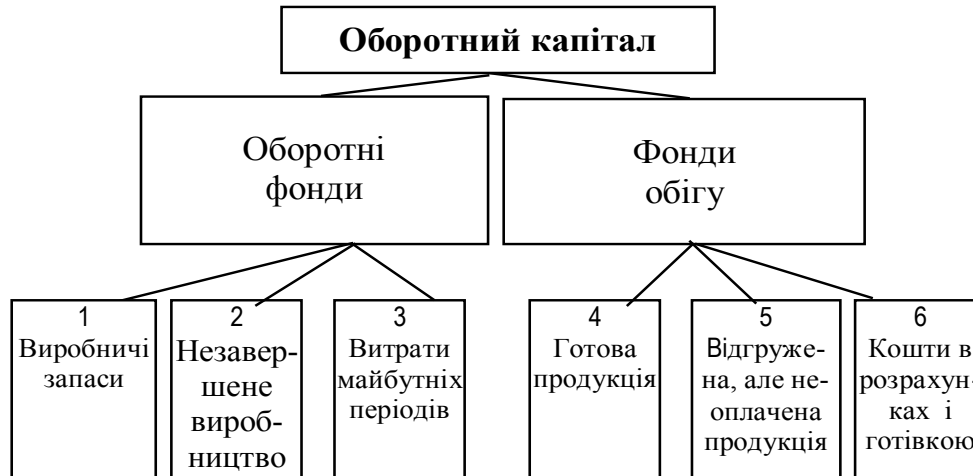 Оборотний капітал
Оборотні
фонди
Фонди
обігу
1
Виробничі
запаси
2
Незавер-
шене
вироб-
ництво
3
Витрати
майбутніх
періодів
4
Готова
продукція
5
Відгруже-
на, але не-
оплачена
продукція
6
Кошти в
розрахун-
ках і
готівкою